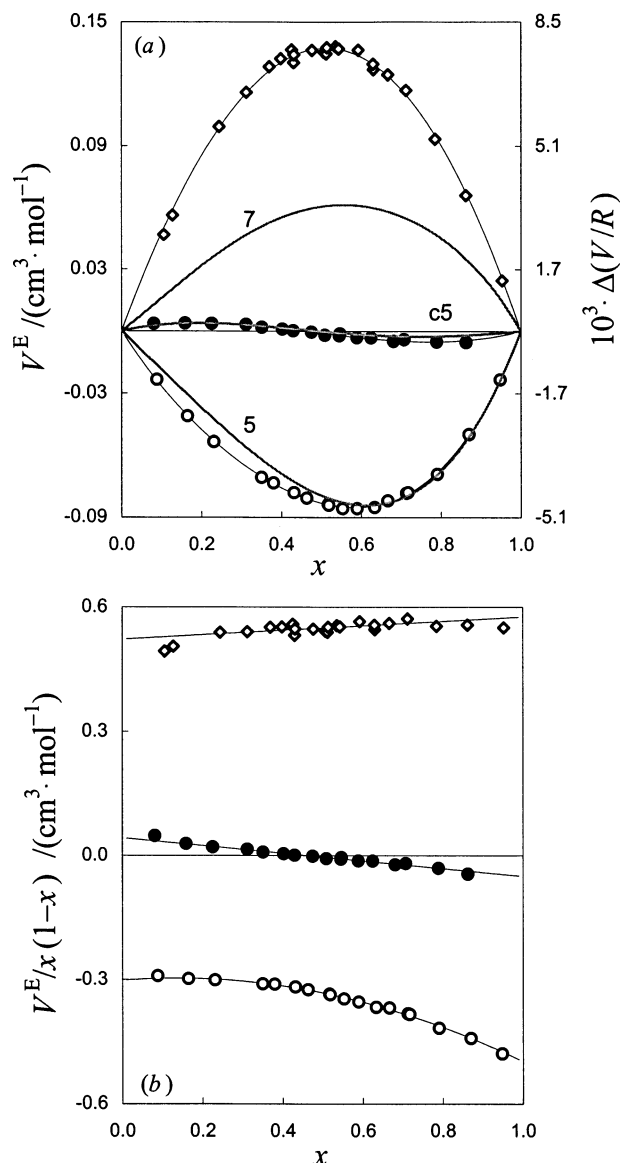 (a)
0.15
0.09
0.03
-0.03
-0.09
8.5
5.1
1.7
-1.7
-5.1
7
c5
5
V^E /(cm^3 · mol^−1)
10^3 · Δ(V/R)
0.0 0.2 0.4 0.6 0.8 1.0
x
0.6
0.3
0.0
-0.3
-0.6
V^E/x (1−x) /(cm^3 · mol^−1)
(b)
0.0 0.2 0.4 0.6 0.8 1.0
x